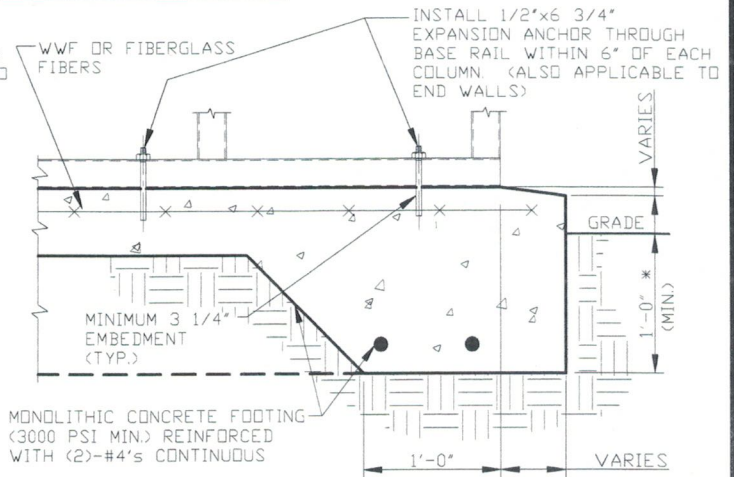 INSTALL 1/2"x6 3/4"
EXPANSION ANCHOR THROUGH
BASE RAIL WITHIN 6" OF EACH
COLUMN. (ALSO APPLICABLE TO
END WALLS)
WWF OR FIBERGLASS
FIBERS
VARIES
GRADE
1'-0" *
(MIN.)
MINIMUM 3 1/4"
EMBEDMENT
(TYP.)
MONOLITHIC CONCRETE FOOTING
(3000 PSI MIN.) REINFORCED
WITH (2)-#4's CONTINUOUS
1'-0"
VARIES